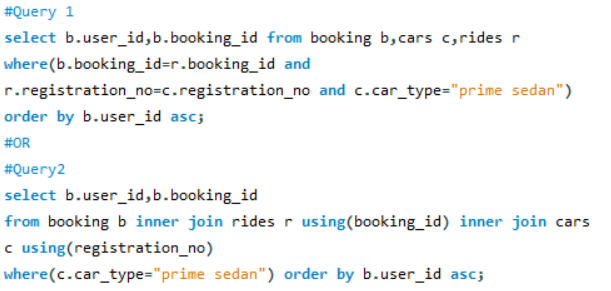 #Query 1
select b.user_id,b.booking_id from booking b,cars c,rides r
where(b.booking_id=r.booking_id and
r.registration_no=c.registration_no and c.car_type="prime sedan")
order by b.user_id asc;
#OR
#Query2
select b.user_id,b.booking_id
from booking b inner join rides r using(booking_id) inner join cars
c using(registration_no)
where(c.car_type="prime sedan") order by b.user_id asc;